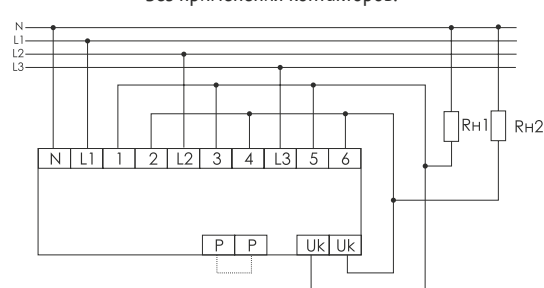 Без применения контакторов.
N
L1
L2
L3
Rн1 Rн2
N L1 1 2 L2 3 4 L3 5 6
P P Uk Uk